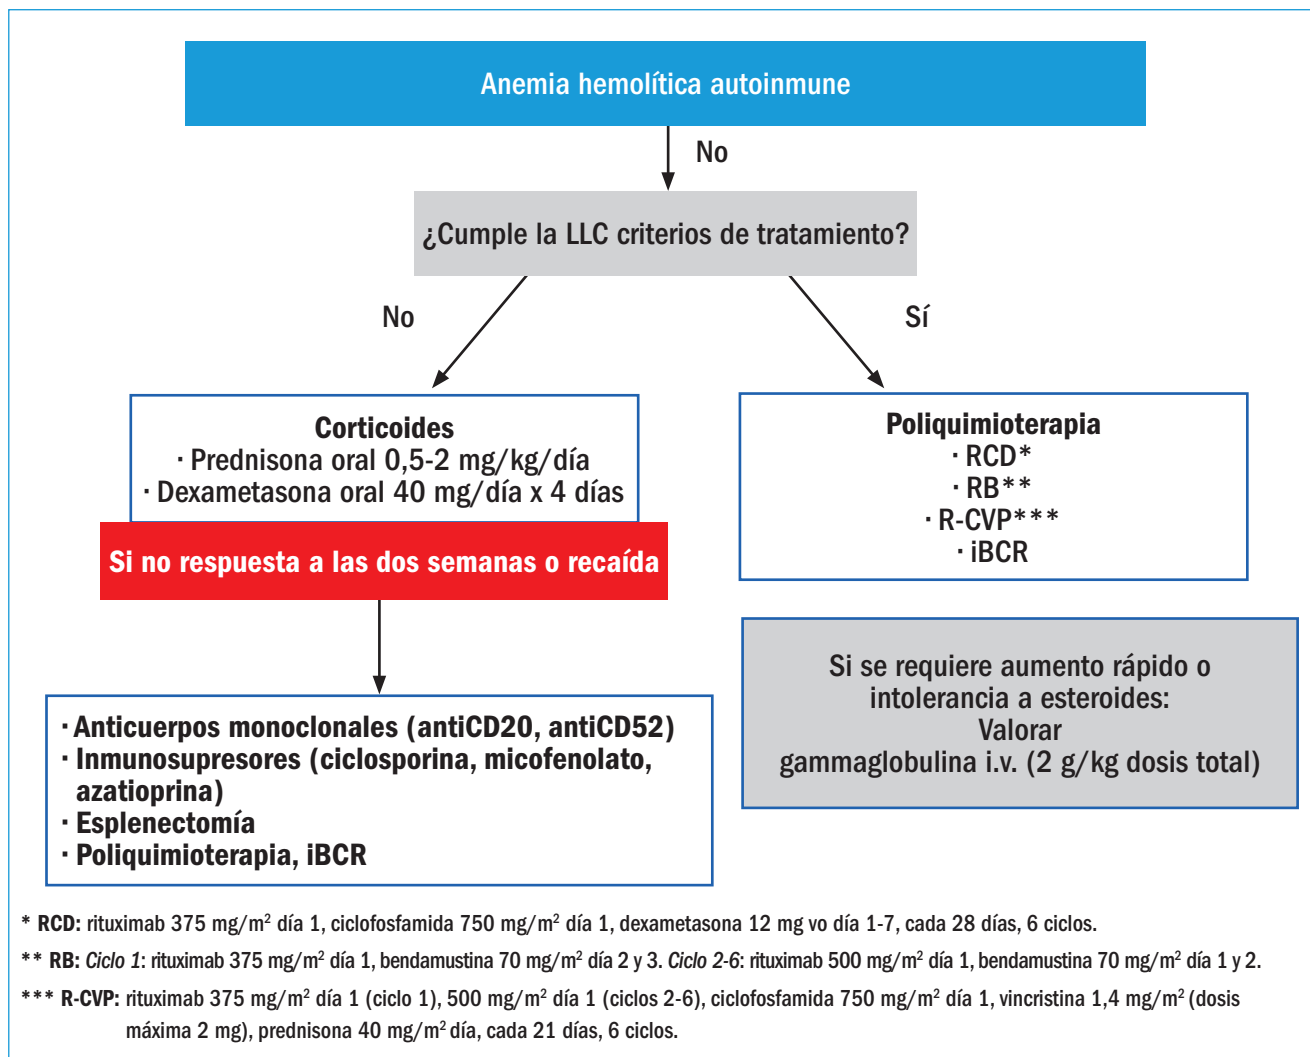 Anemia hemolítica autoinmune
No
¿Cumple la LLC criterios de tratamiento?
No
Sí
Corticoides
· Prednisona oral 0,5-2 mg/kg/día
· Dexametasona oral 40 mg/día x 4 días
Si no respuesta a las dos semanas o recaída
· Anticuerpos monoclonales (antiCD20, antiCD52)
· Inmunosupresores (ciclosporina, micofenolato,
azatioprina)
· Esplenectomía
· Poliquimioterapia, iBCR
Poliquimioterapia
· RCD*
· RB**
· R-CVP***
· iBCR
Si se requiere aumento rápido o
intolerancia a esteroides:
Valorar
gammaglobulina i.v. (2 g/kg dosis total)
* RCD: rituximab 375 mg/m² día 1, ciclofosfamida 750 mg/m² día 1, dexametasona 12 mg vo día 1-7, cada 28 días, 6 ciclos.
** RB: Ciclo 1: rituximab 375 mg/m² día 1, bendamustina 70 mg/m² día 2 y 3. Ciclo 2-6: rituximab 500 mg/m² día 1, bendamustina 70 mg/m² día 1 y 2.
*** R-CVP: rituximab 375 mg/m² día 1 (ciclo 1), 500 mg/m² día 1 (ciclos 2-6), ciclofosfamida 750 mg/m² día 1, vincristina 1,4 mg/m² (dosis
máxima 2 mg), prednisona 40 mg/m² día, cada 21 días, 6 ciclos.